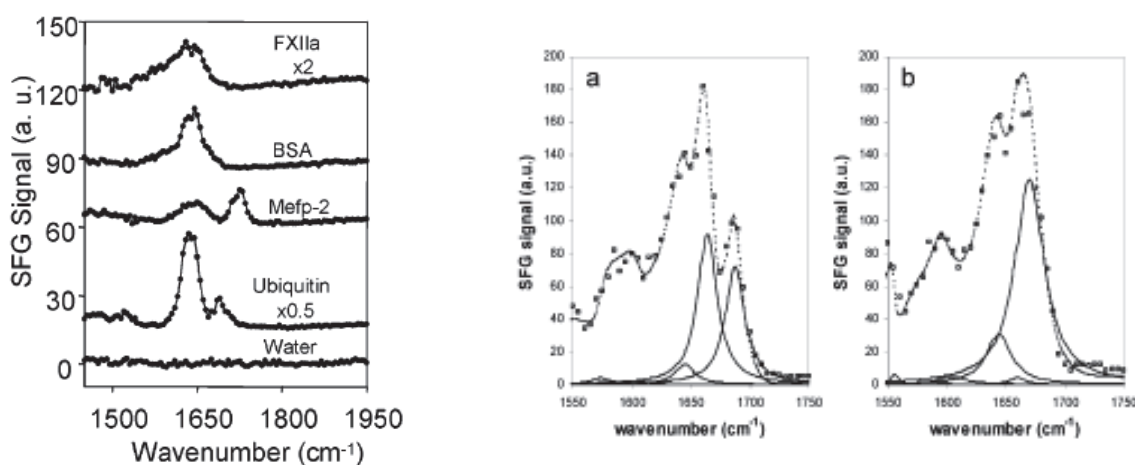 SFG Signal (a. u.)
150
120
90
60
30
0
FXIIa
x2
BSA
Mefp-2
Ubiquitin
x0.5
Water
1500
1650
1800
1950
Wavenumber (cm-1)
a
SFG signal (a.u.)
200
180
160
140
120
100
80
60
40
20
0
1550
1600
1650
1700
1750
wavenumber (cm-1)
b
SFG signal (a.u.)
200
180
160
140
120
100
80
60
40
20
0
1550
1600
1650
1700
1750
wavenumber (cm-1)